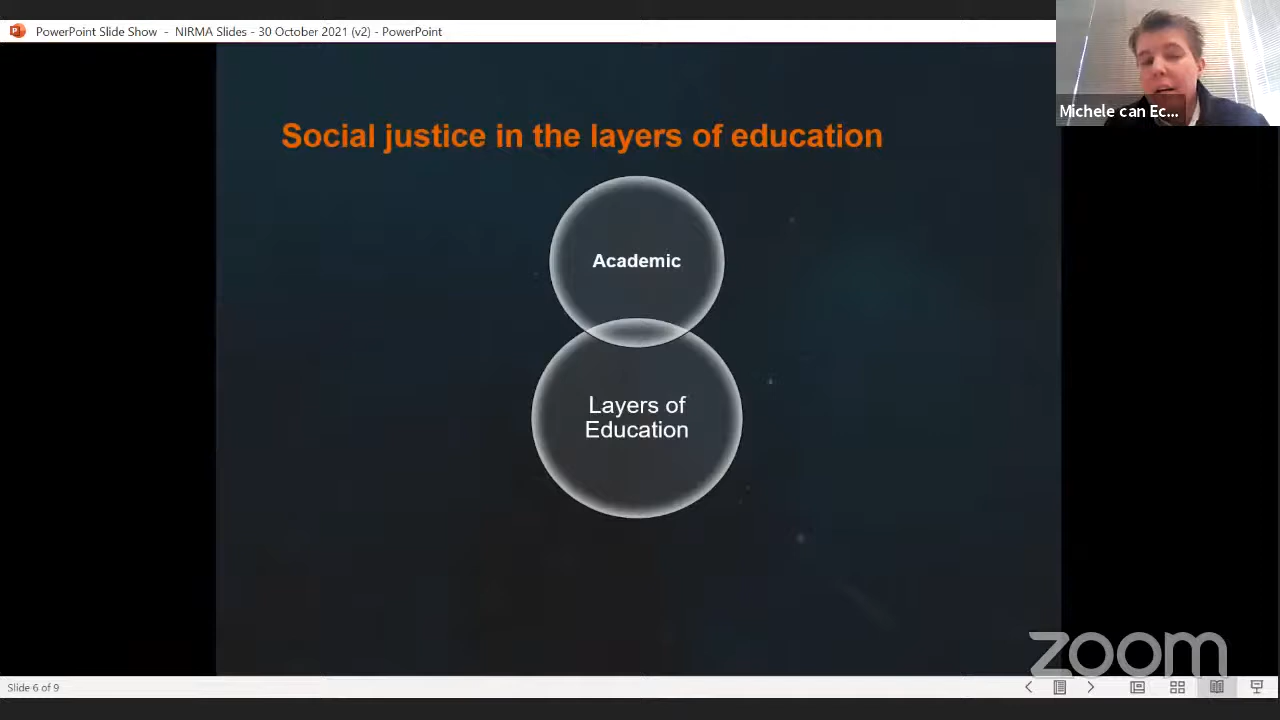 PowerPoint Slide Show - NIRMA Slides - 30 October 2021 (v2) - PowerPoint
Michele can Ec...
Social justice in the layers of education
Academic
Layers of
Education
zoom
Slide 6 of 9